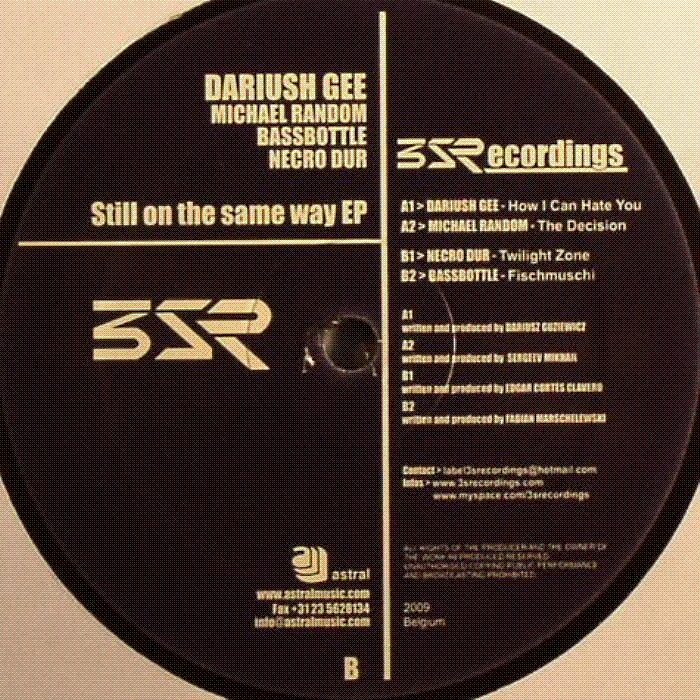 DARIUSH GEE
MICHAEL RANDOM
BASSBOTTLE
NECRO DUR
Still on the same way EP
3SR
astral
www.astralmusic.com
Fax +31 23 5628134
info@astralmusic.com
B
3SRecordings
A1 > DARIUSH GEE - How I Can Hate You
A2 > MICHAEL RANDOM - The Decision
B1 > NECRO DUR - Twilight Zone
B2 > BASSBOTTLE - Fischmuschi
A1
written and produced by DARIUSZ GUZIEWICZ
A2
written and produced by SERGEEV MIKHAIL
B1
written and produced by EDGAR CORTES CLAVERO
B2
written and produced by FABIAN MARSCHELEWSKI
Contact > label3srecordings@hotmail.com
Infos > www.3srecordings.com
www.myspace.com/3srecordings
ALL RIGHTS OF THE PRODUCER AND THE OWNER OF
THE WORK REPRODUCED RESERVED.
UNAUTHORISED COPYING PUBLIC PERFORMANCE
AND BROADCASTING PROHIBITED.
2009
Belgium